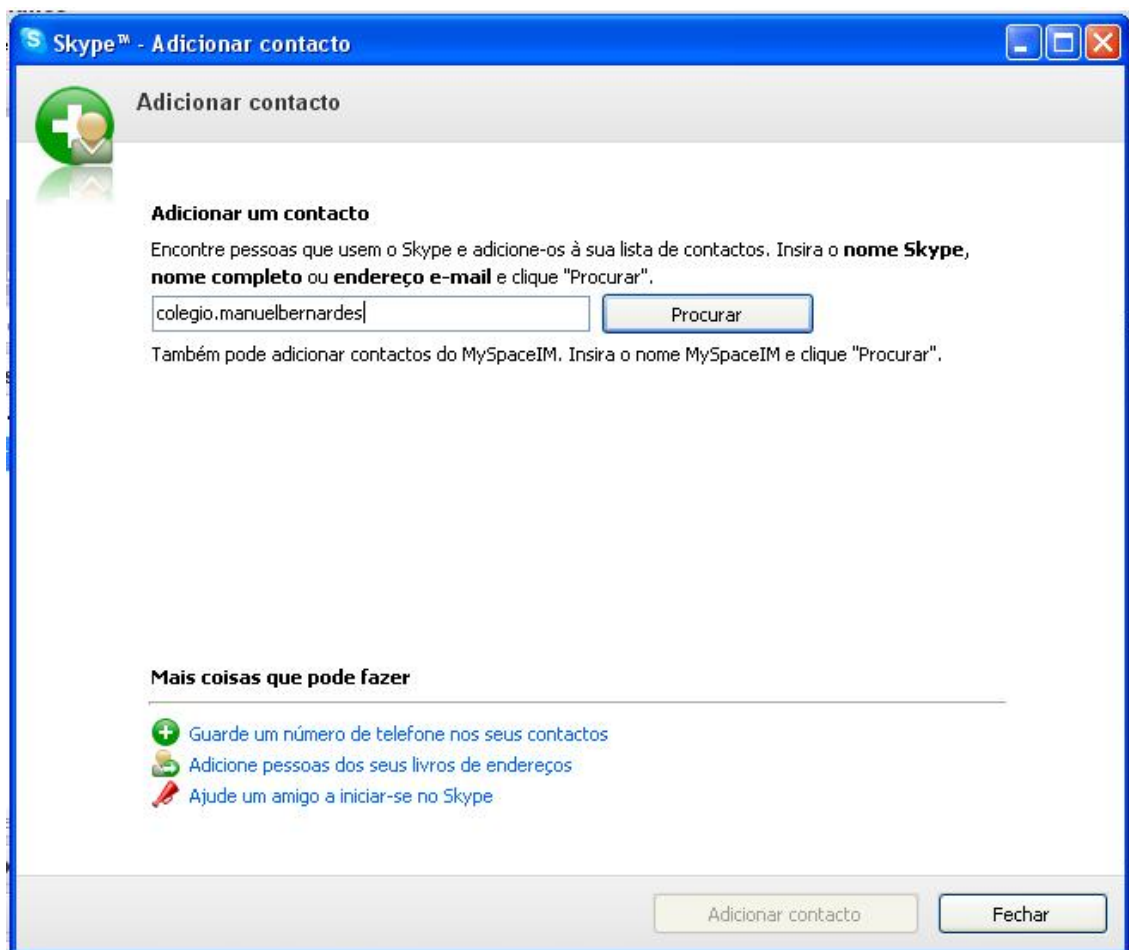 Skype™ - Adicionar contacto
Adicionar contacto
Adicionar um contacto
Encontre pessoas que usem o Skype e adicione-os à sua lista de contactos. Insira o nome Skype,
nome completo ou endereço e-mail e clique "Procurar".
colegio.manuelbernardes
Procurar
Também pode adicionar contactos do MySpaceIM. Insira o nome MySpaceIM e clique "Procurar".
Mais coisas que pode fazer
Guarde um número de telefone nos seus contactos
Adicione pessoas dos seus livros de endereços
Ajude um amigo a iniciar-se no Skype
Adicionar contacto
Fechar